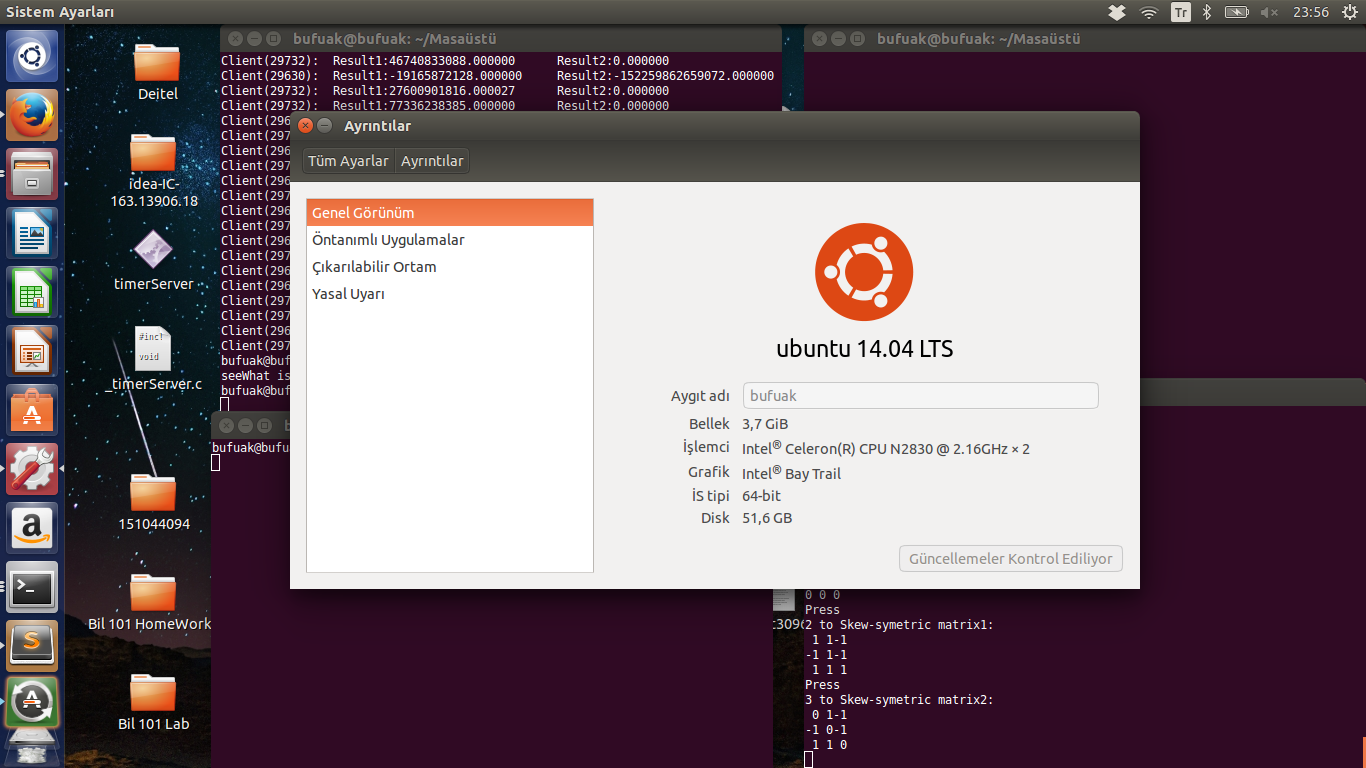 Sistem Ayarları
Tr
23:56
Deitel
idea-IC-
163.13906.18
timerServer
#inc!
void
_timerServer.c
151044094
Bil 101 HomeWork
Bil 101 Lab
bufuak@bufuak: ~/Masaüstü
Client(29732): Result1:46740833088.000000 Result2:0.000000
Client(29630): Result1:-19165872128.000000 Result2:-152259862659072.000000
Client(29732): Result1:27600901816.000027 Result2:0.000000
Client(29732): Result1:77336238385.000000 Result2:0.000000
Client(296
Client(297
Client(296
Client(297
Client(296
Client(297
Client(296
Client(297
Client(296
Client(297
Client(296
Client(296
Client(297
Client(297
Client(296
Client(297
bufuak@buf
seeWhat is
bufuak@buf
bufuak@bufu
bufuak@bufuak: ~/Masaüstü
Ayrıntılar
Tüm Ayarlar
Ayrıntılar
Genel Görünüm
Öntanımlı Uygulamalar
Çıkarılabilir Ortam
Yasal Uyarı
ubuntu 14.04 LTS
Aygıt adı bufuak
Bellek 3,7 GiB
İşlemci Intel® Celeron(R) CPU N2830 @ 2.16GHz × 2
Grafik Intel® Bay Trail
İS tipi 64-bit
Disk 51,6 GB
Güncellemeler Kontrol Ediliyor
c3096
0 0 0
Press
2 to Skew-symetric matrix1:
1 1-1
-1 1-1
1 1 1
Press
3 to Skew-symetric matrix2:
0 1-1
-1 0-1
1 1 0